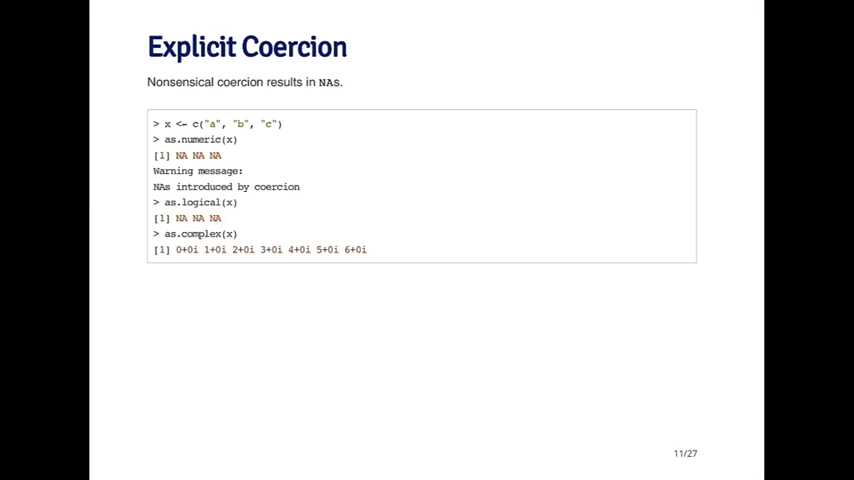 Explicit Coercion
Nonsensical coercion results in NAs.
> x <- c("a", "b", "c")
> as.numeric(x)
[1] NA NA NA
Warning message:
NAs introduced by coercion
> as.logical(x)
[1] NA NA NA
> as.complex(x)
[1] 0+0i 1+0i 2+0i 3+0i 4+0i 5+0i 6+0i
11/27